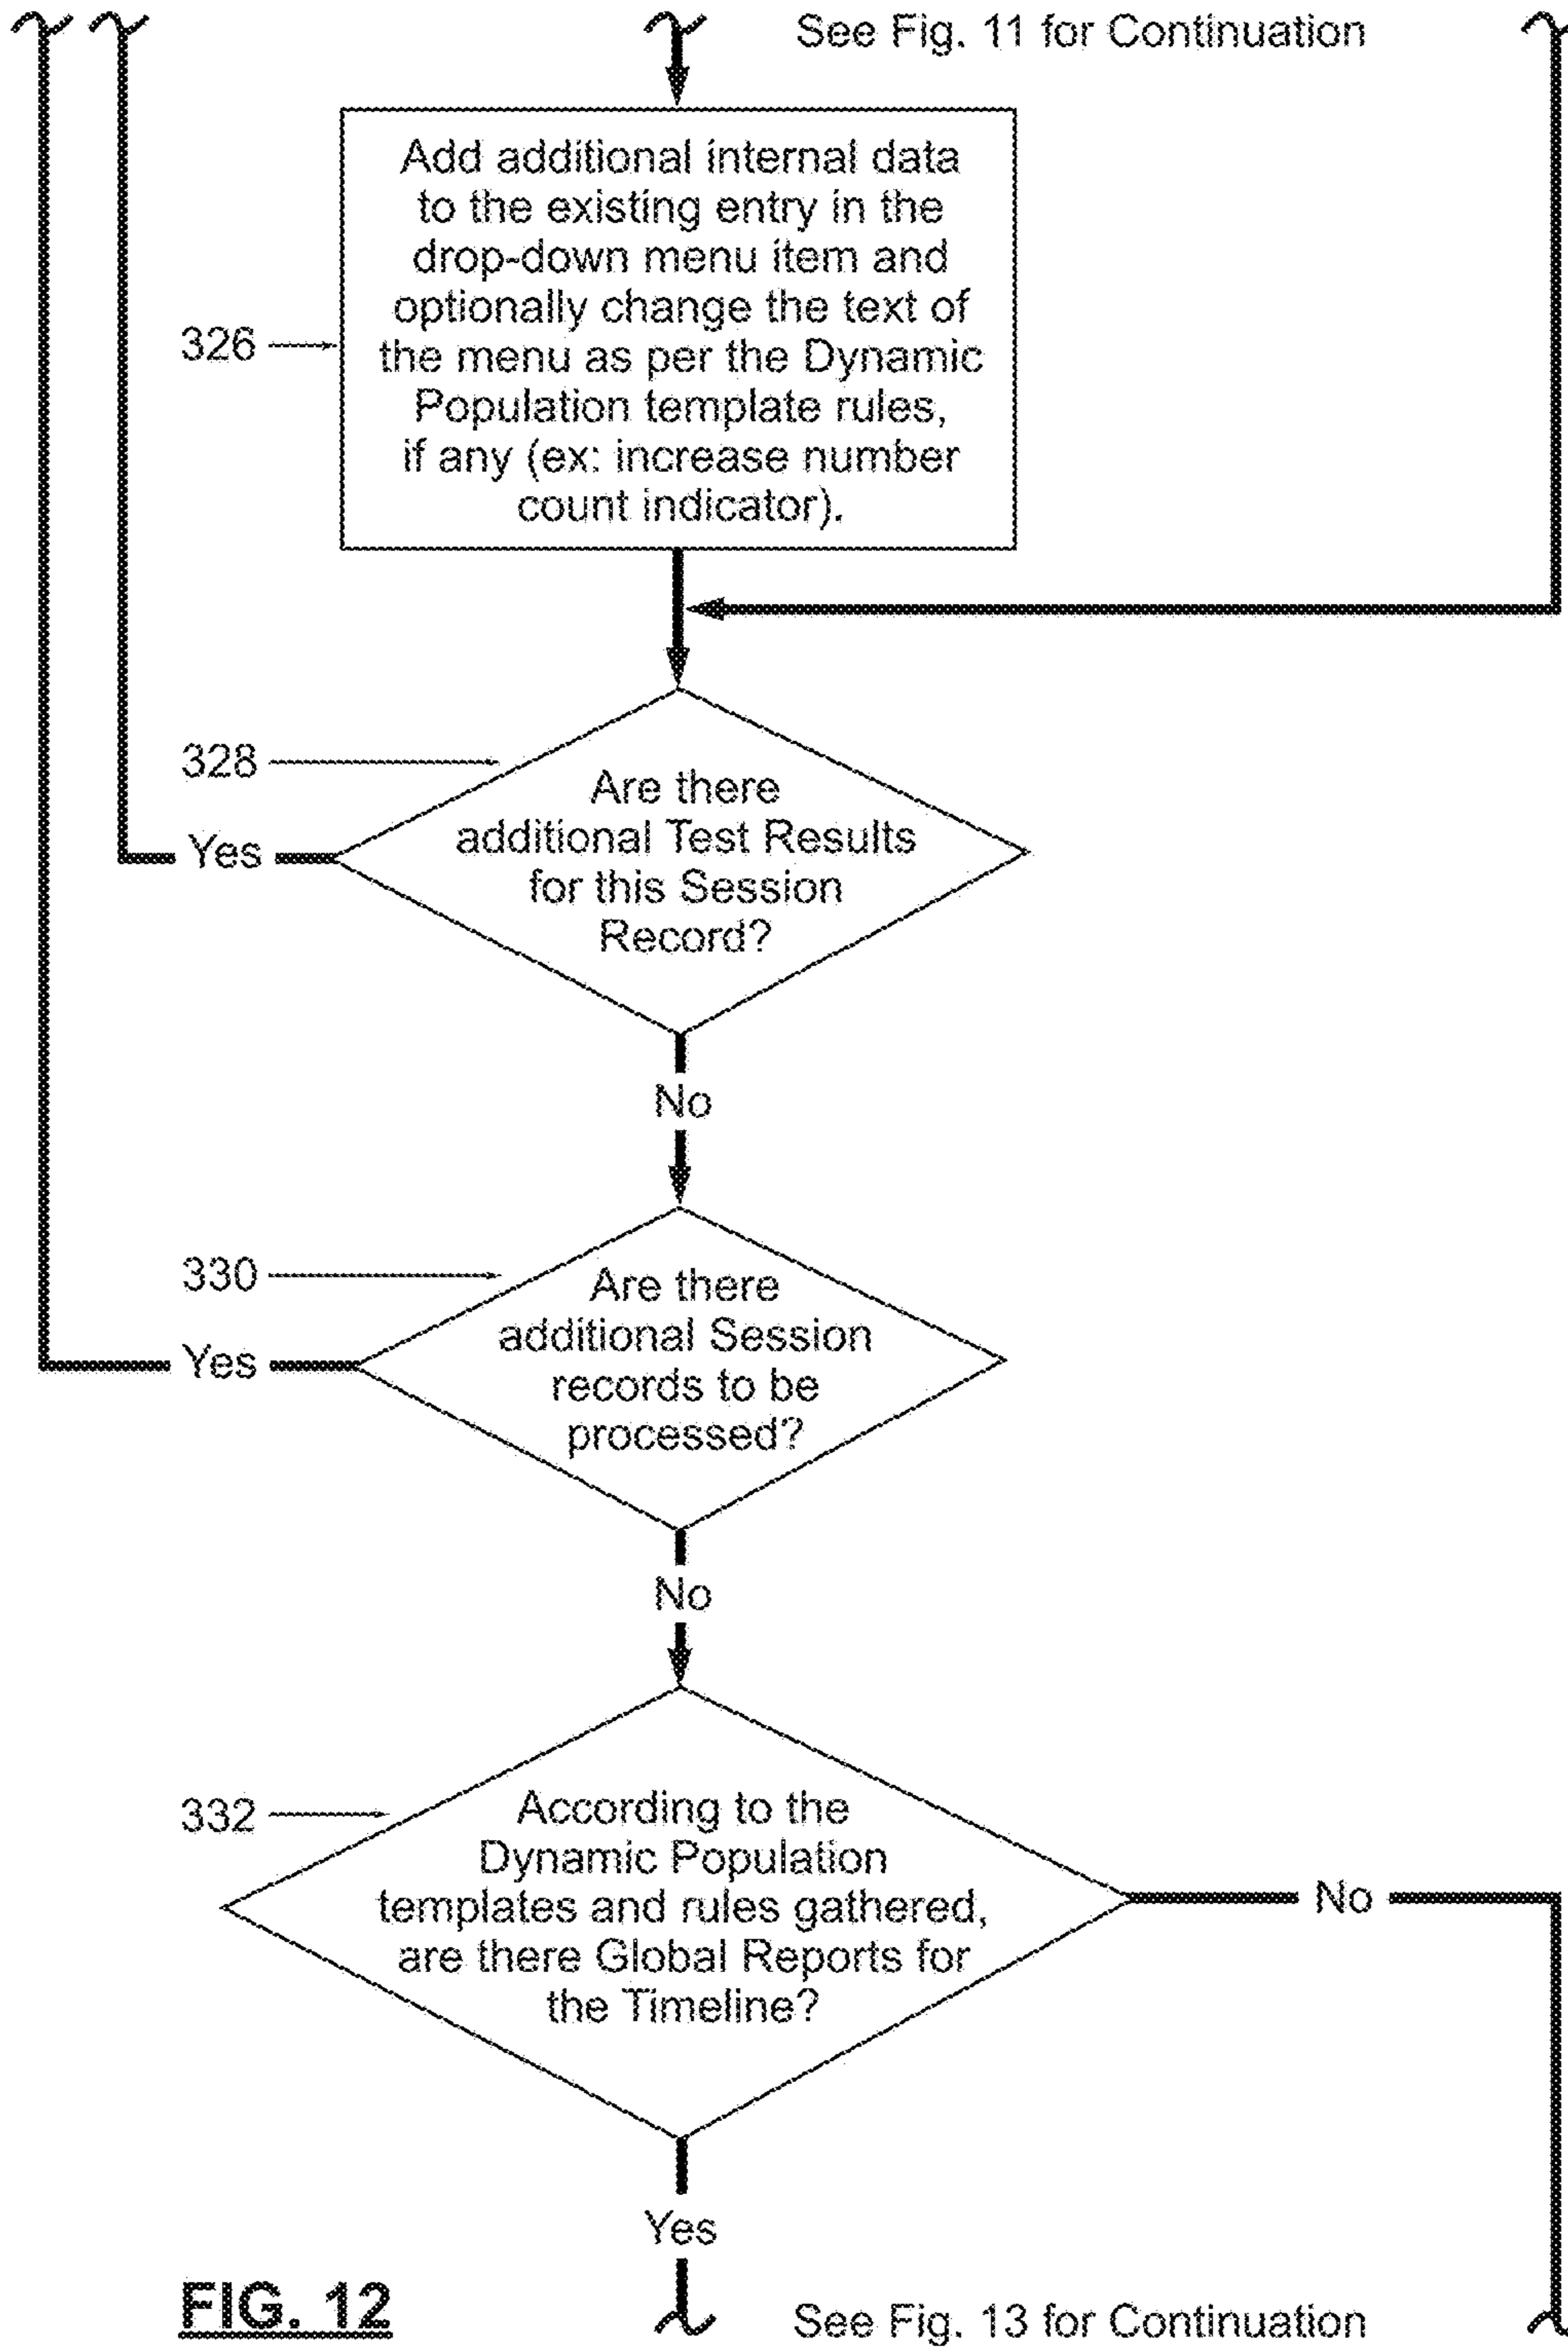 See Fig. 11 for Continuation
Add additional internal data
to the existing entry in the
drop-down menu item and
optionally change the text of
326
the menu as per the Dynamic
Population template rules,
if any (ex: increase number
count indicator).
328
Are there
additional Test Results
Yes
for this Session
Record?
No
330
Are there
additional Session
Yes
records to be
processed?
No
332
According to the
Dynamic Population
templates and rules gathered,
No
are there Global Reports for
the Timeline?
Yes
FIG. 12
See Fig. 13 for Continuation